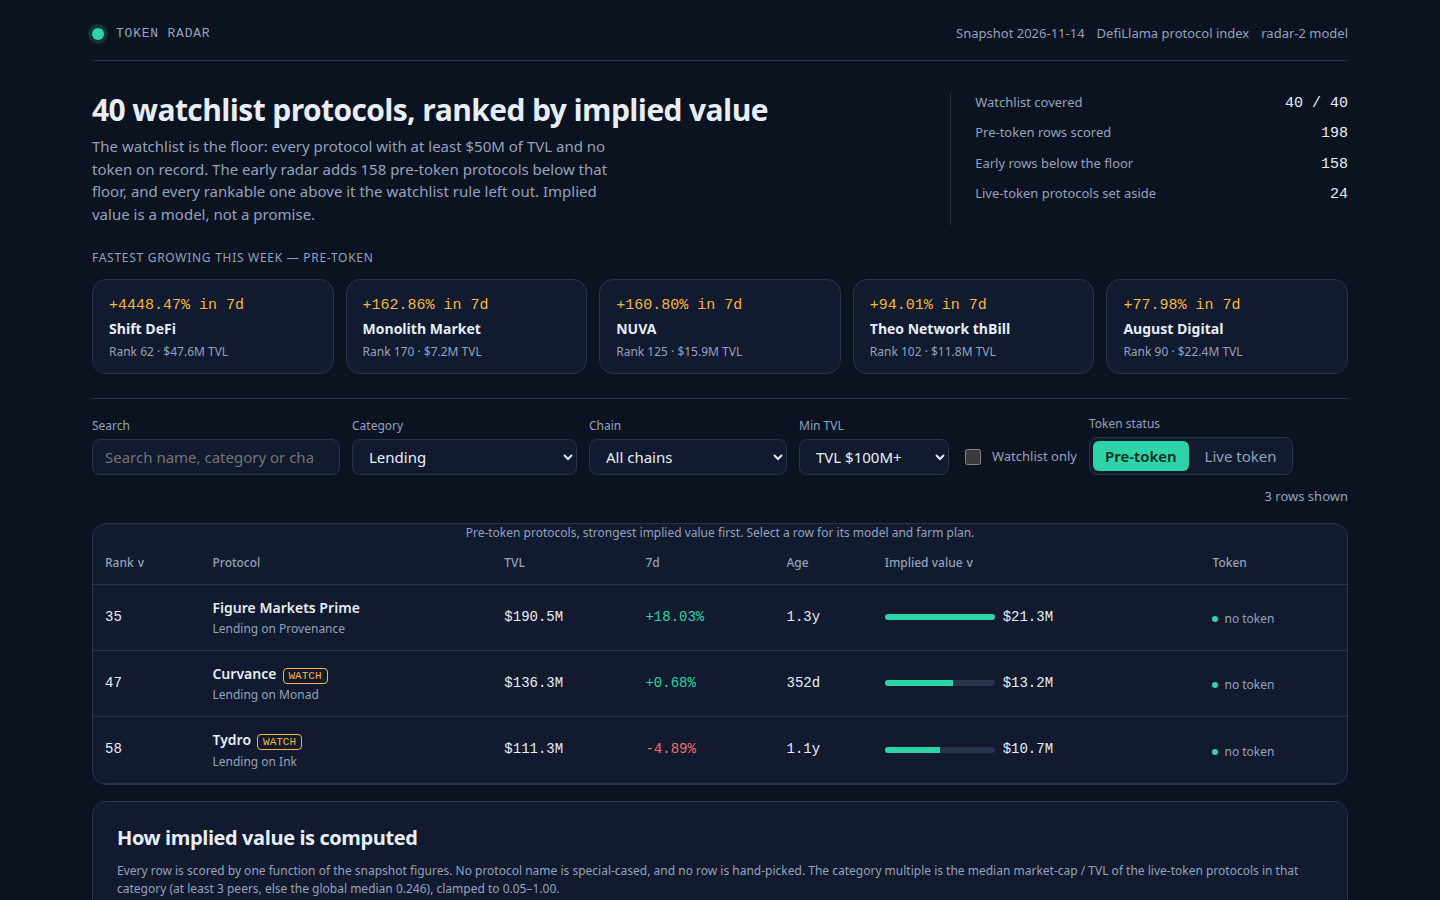 TOKEN RADAR
Snapshot 2026-11-14 DefiLlama protocol index radar-2 model
40 watchlist protocols, ranked by implied value
The watchlist is the floor: every protocol with at least $50M of TVL and no
token on record. The early radar adds 158 pre-token protocols below that
floor, and every rankable one above it the watchlist rule left out. Implied
value is a model, not a promise.
Watchlist covered 40 / 40
Pre-token rows scored 198
Early rows below the floor 158
Live-token protocols set aside 24
FASTEST GROWING THIS WEEK — PRE-TOKEN
+4448.47% in 7d
Shift DeFi
Rank 62 · $47.6M TVL
+162.86% in 7d
Monolith Market
Rank 170 · $7.2M TVL
+160.80% in 7d
NUVA
Rank 125 · $15.9M TVL
+94.01% in 7d
Theo Network thBill
Rank 102 · $11.8M TVL
+77.98% in 7d
August Digital
Rank 90 · $22.4M TVL
Search
Search name, category or cha
Category
Lending
Chain
All chains
Min TVL
TVL $100M+
Watchlist only
Token status
Pre-token Live token
3 rows shown
Pre-token protocols, strongest implied value first. Select a row for its model and farm plan.
Rank v Protocol TVL 7d Age Implied value v Token
35 Figure Markets Prime $190.5M +18.03% 1.3y $21.3M no token
Lending on Provenance
47 Curvance WATCH $136.3M +0.68% 352d $13.2M no token
Lending on Monad
58 Tydro WATCH $111.3M -4.89% 1.1y $10.7M no token
Lending on Ink
How implied value is computed
Every row is scored by one function of the snapshot figures. No protocol name is special-cased, and no row is hand-picked. The category multiple is the median market-cap / TVL of the live-token protocols in that
category (at least 3 peers, else the global median 0.246), clamped to 0.05–1.00.